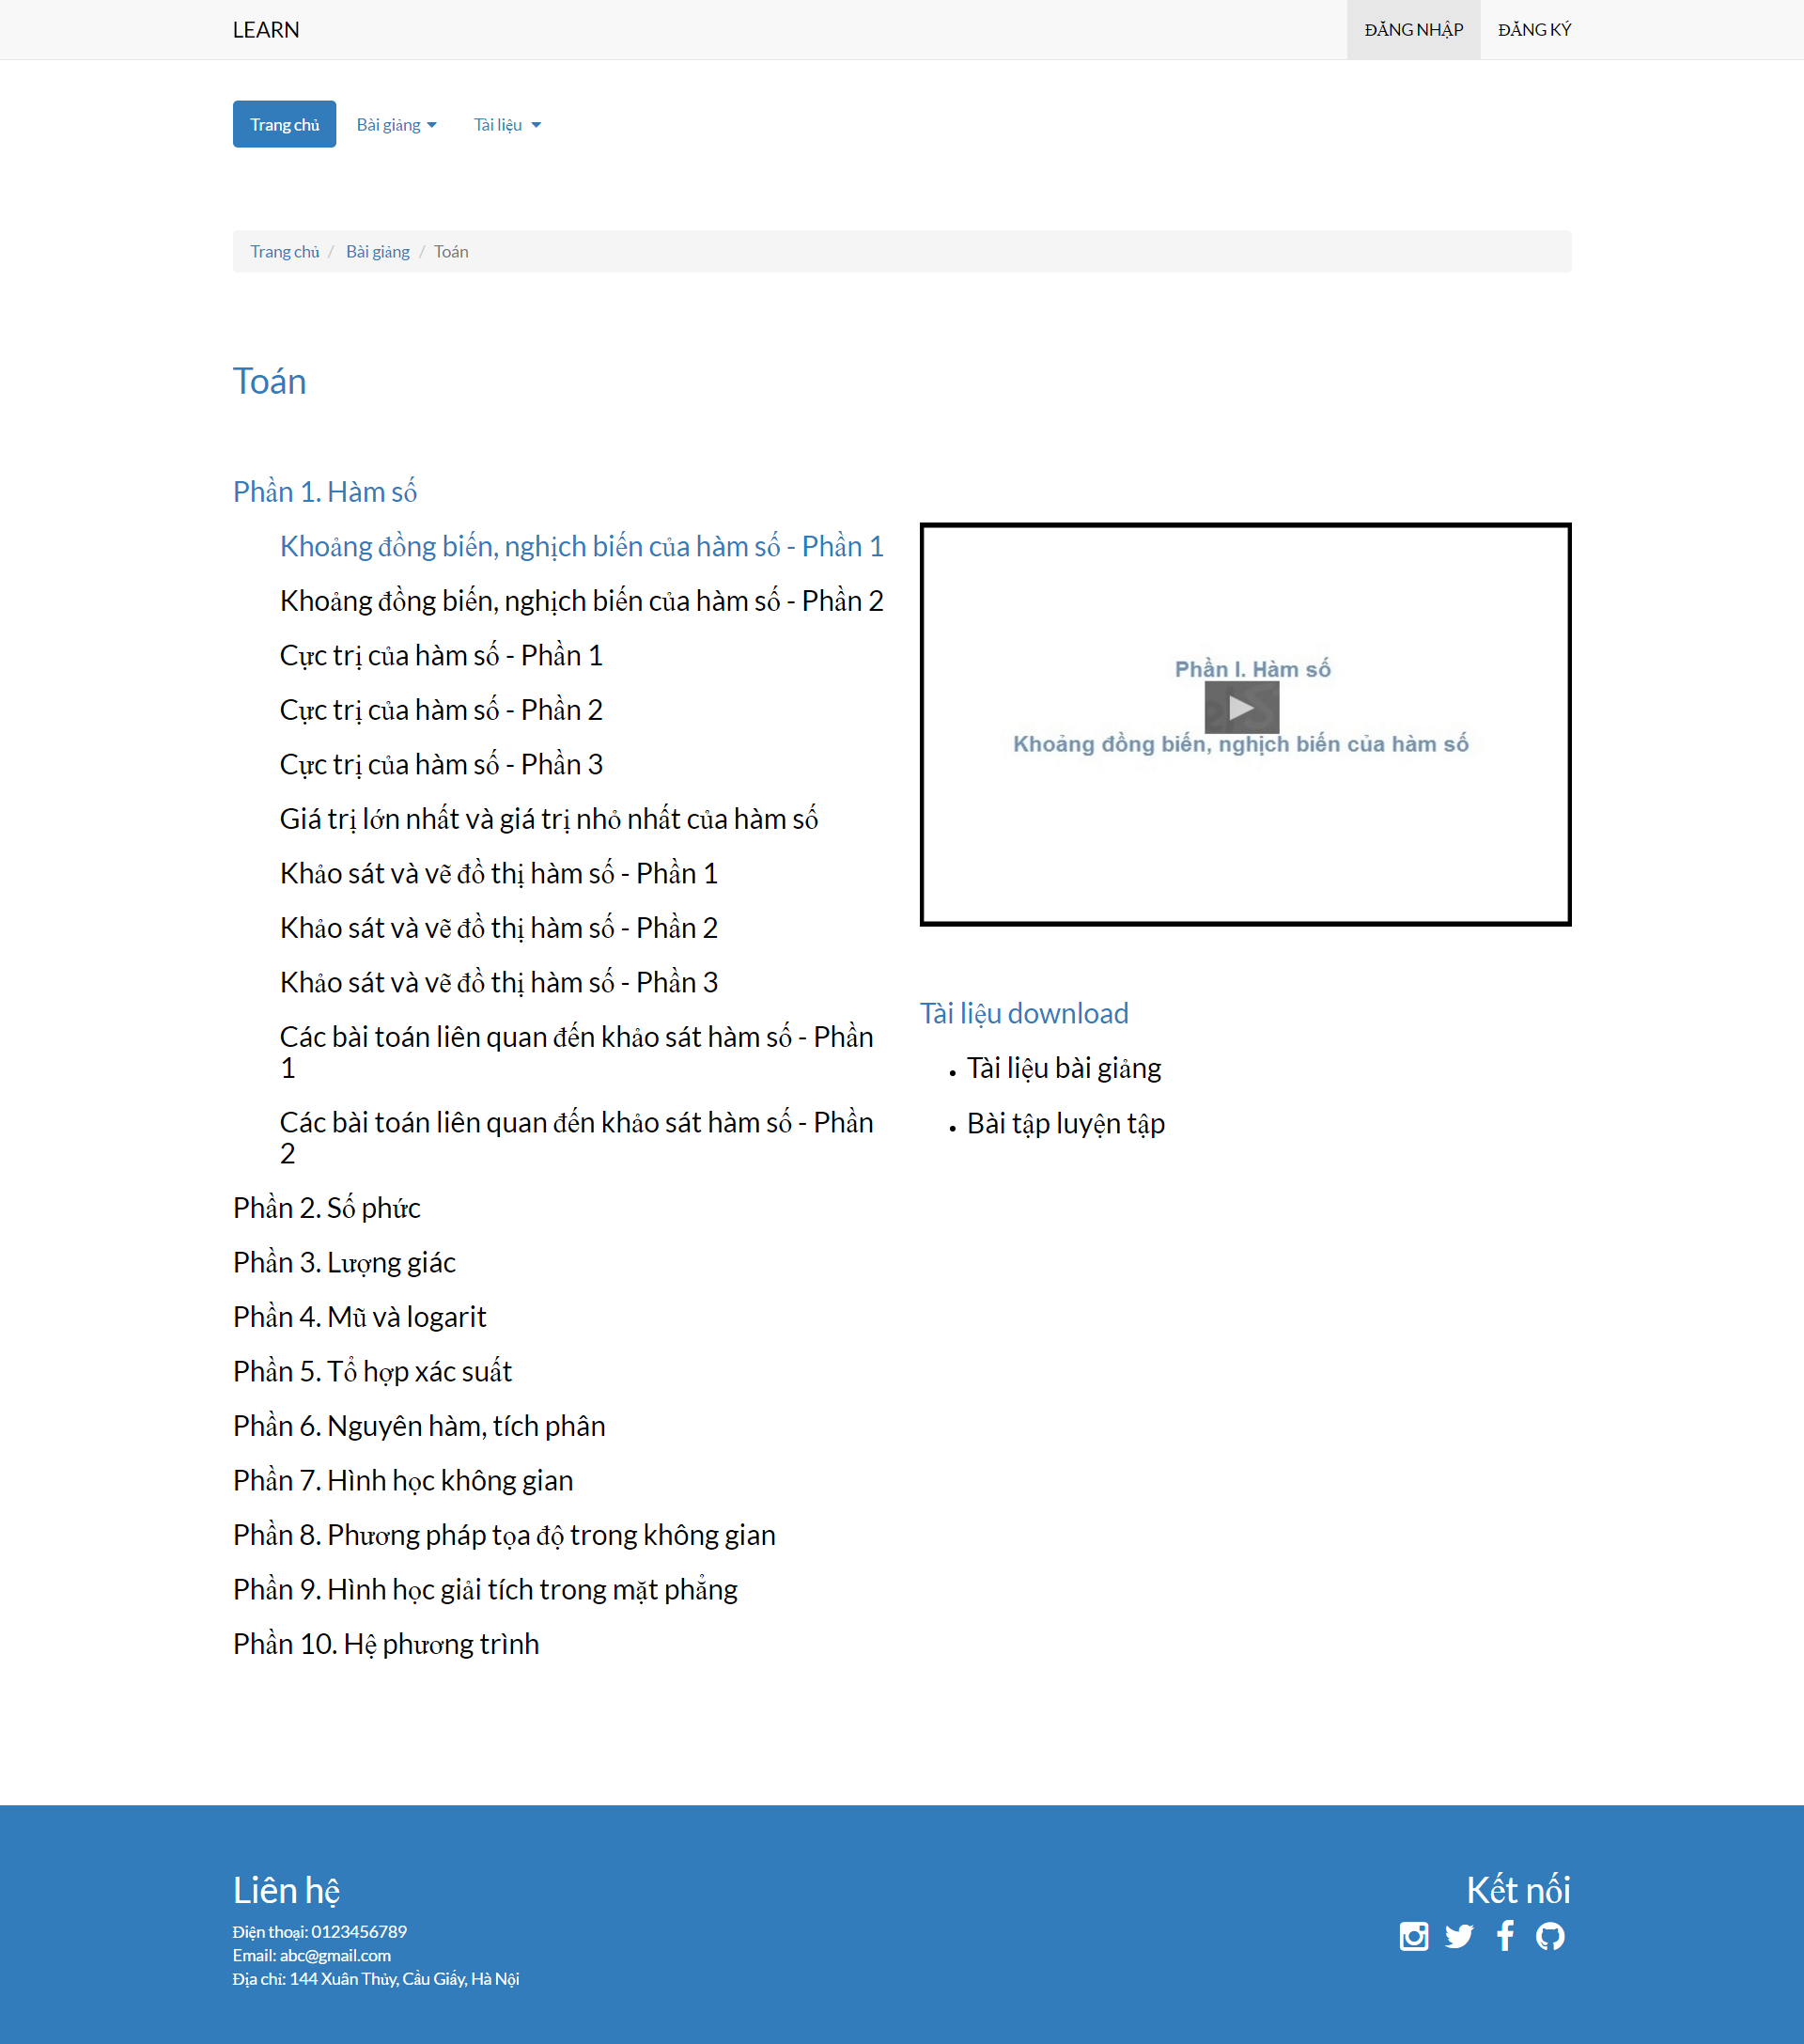 LEARN
ĐĂNG NHẬP
ĐĂNG KÝ
Trang chủ
Bài giảng
Tài liệu
Trang chủ / Bài giảng / Toán
Toán
Phần 1. Hàm số
Khoảng đồng biến, nghịch biến của hàm số - Phần 1
Khoảng đồng biến, nghịch biến của hàm số - Phần 2
Cực trị của hàm số - Phần 1
Cực trị của hàm số - Phần 2
Cực trị của hàm số - Phần 3
Giá trị lớn nhất và giá trị nhỏ nhất của hàm số
Khảo sát và vẽ đồ thị hàm số - Phần 1
Khảo sát và vẽ đồ thị hàm số - Phần 2
Khảo sát và vẽ đồ thị hàm số - Phần 3
Các bài toán liên quan đến khảo sát hàm số - Phần
1
Các bài toán liên quan đến khảo sát hàm số - Phần
2
Phần 2. Số phức
Phần 3. Lượng giác
Phần 4. Mũ và logarit
Phần 5. Tổ hợp xác suất
Phần 6. Nguyên hàm, tích phân
Phần 7. Hình học không gian
Phần 8. Phương pháp tọa độ trong không gian
Phần 9. Hình học giải tích trong mặt phẳng
Phần 10. Hệ phương trình
Phần I. Hàm số
Khoảng đồng biến, nghịch biến của hàm số
Tài liệu download
• Tài liệu bài giảng
• Bài tập luyện tập
Liên hệ
Điện thoại: 0123456789
Email: abc@gmail.com
Địa chỉ: 144 Xuân Thủy, Cầu Giấy, Hà Nội
Kết nối